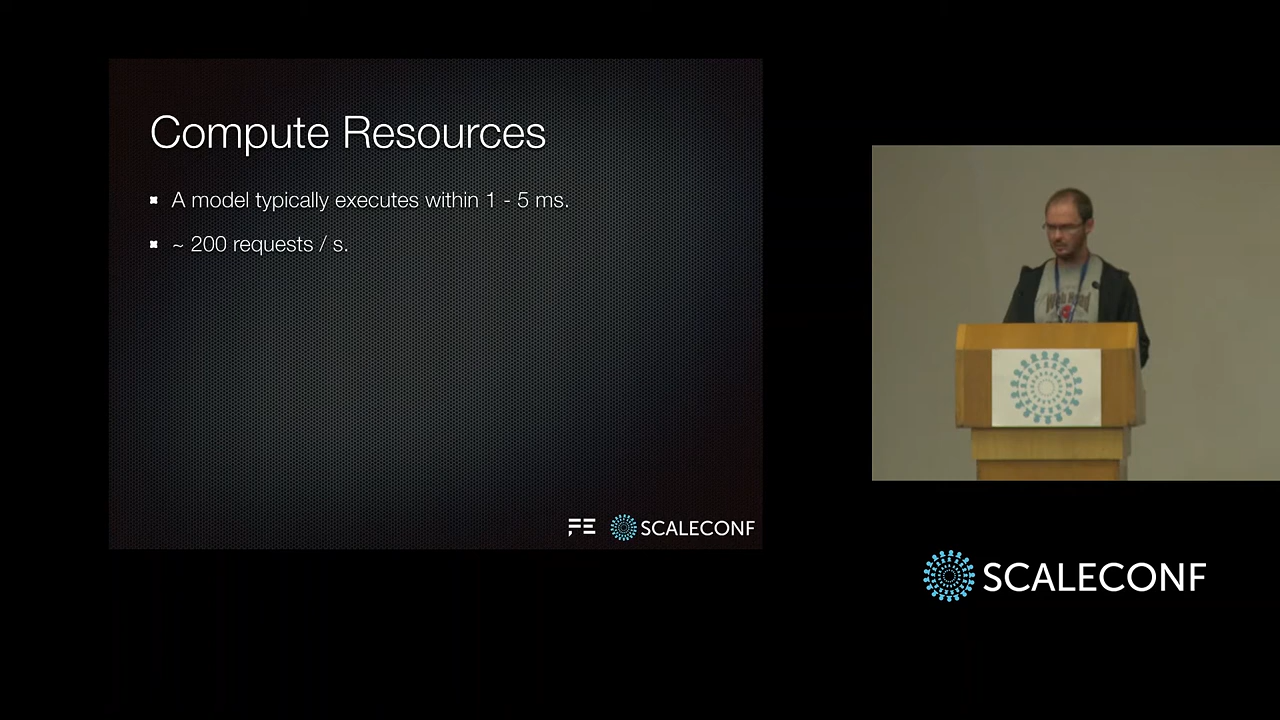 Compute Resources
A model typically executes within 1 - 5 ms.
~ 200 requests / s.
FE SCALECONF
SCALECONF